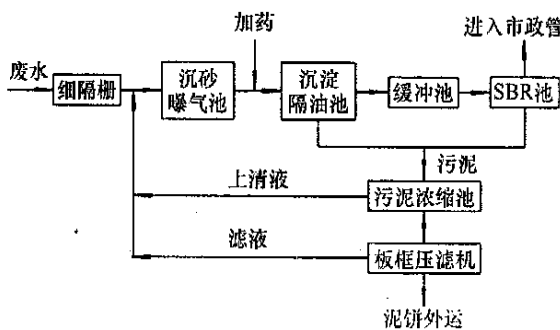 加药
进入市政管
废水
细隔栅
沉砂
曝气池
沉淀
隔油池
缓冲池
SBR池
污泥
上清液
污泥浓缩池
滤液
板框压滤机
泥饼外运